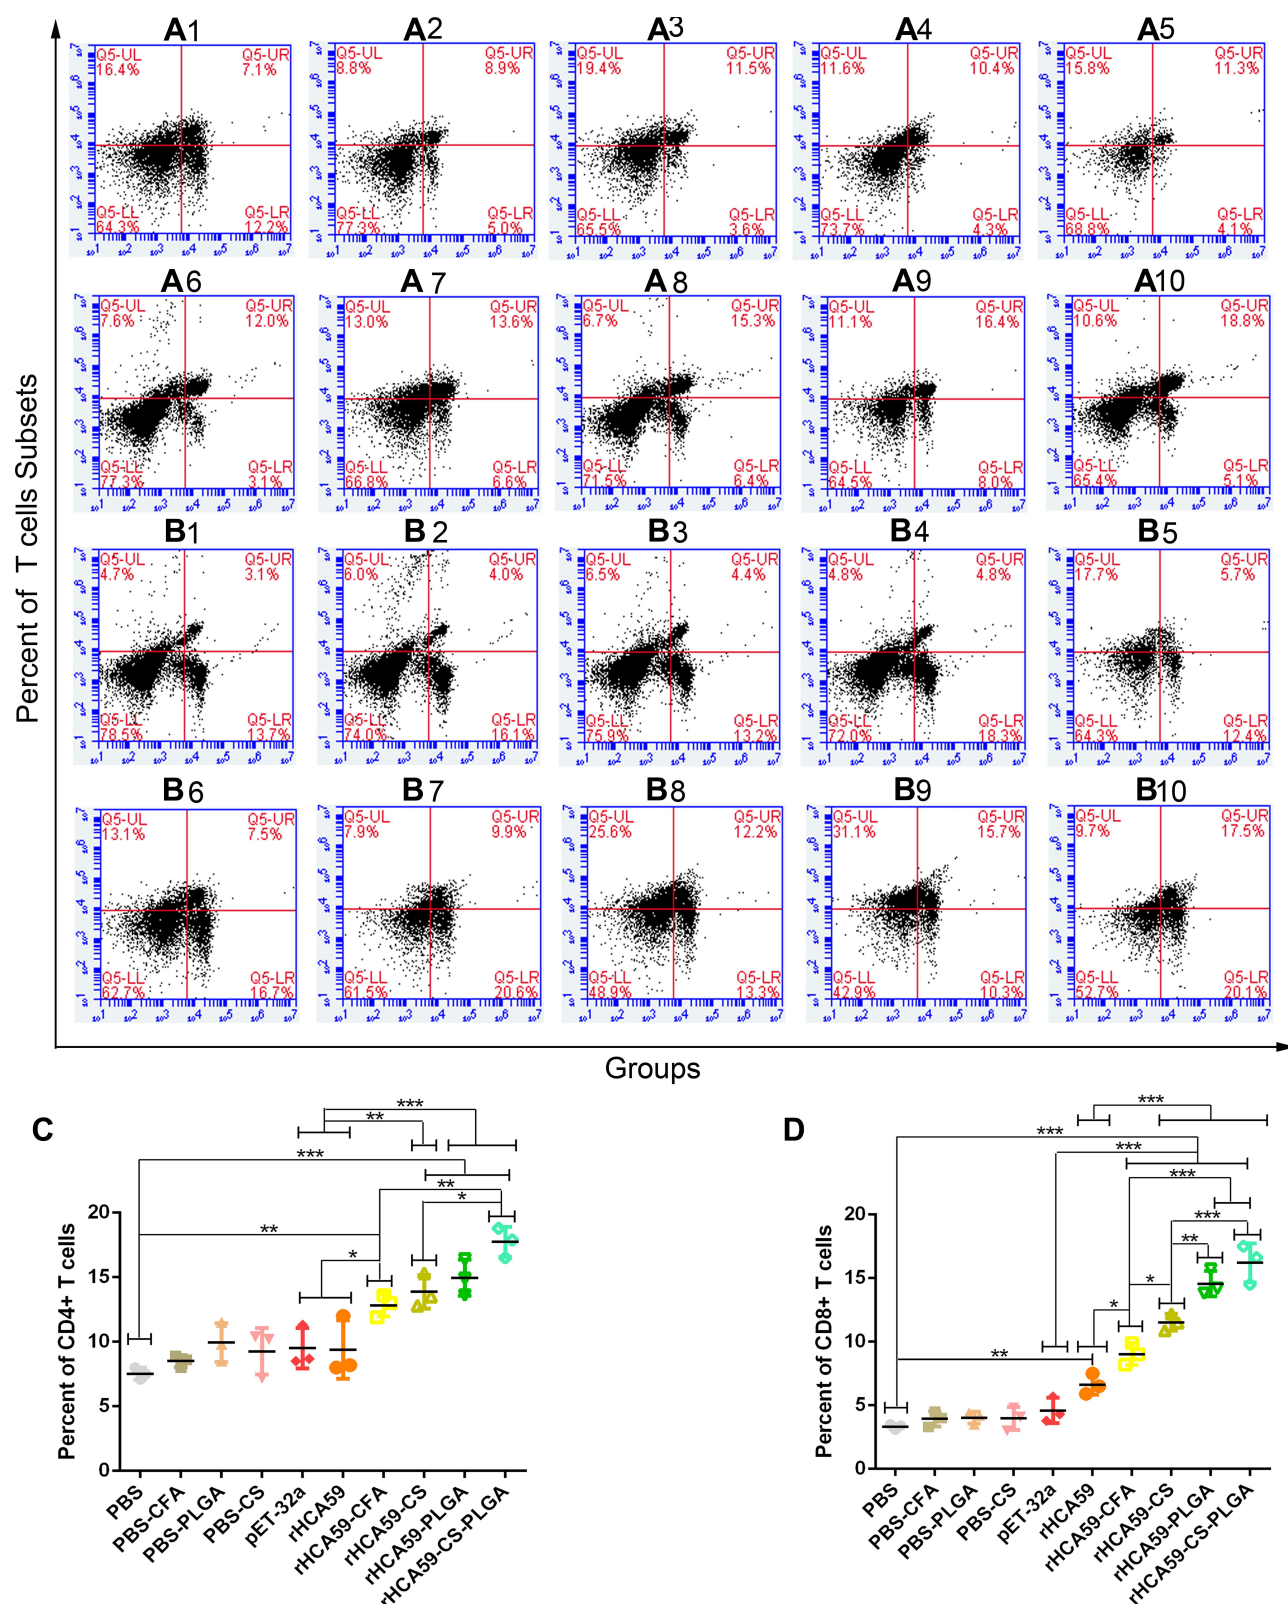 A1 A2 A3 A4 A5
Q5-UL Q5-UR Q5-UL Q5-UR Q5-UL Q5-UR Q5-UL Q5-UR Q5-UL Q5-UR
16.4% 7.1% 8.8% 8.9% 19.4% 11.5% 11.6% 10.4% 15.8% 11.3%
Q5-LL Q5-LR Q5-LL Q5-LR Q5-LL Q5-LR Q5-LL Q5-LR Q5-LL Q5-LR
64.3% 12.2% 77.3% 5.0% 65.5% 3.6% 73.7% 4.3% 68.8% 4.1%
A6 A7 A8 A9 A10
Q5-UL Q5-UR Q5-UL Q5-UR Q5-UL Q5-UR Q5-UL Q5-UR Q5-UL Q5-UR
7.6% 12.0% 13.0% 13.6% 6.7% 15.3% 11.1% 16.4% 10.6% 18.8%
Q5-LL Q5-LR Q5-LL Q5-LR Q5-LL Q5-LR Q5-LL Q5-LR Q5-LL Q5-LR
77.3% 3.1% 66.8% 6.6% 71.5% 6.4% 64.5% 8.0% 65.4% 5.1%
Percent of T cells Subsets
B1 B2 B3 B4 B5
Q5-UL Q5-UR Q5-UL Q5-UR Q5-UL Q5-UR Q5-UL Q5-UR Q5-UL Q5-UR
4.7% 3.1% 6.0% 4.0% 6.5% 4.4% 4.8% 4.8% 17.7% 5.7%
Q5-LL Q5-LR Q5-LL Q5-LR Q5-LL Q5-LR Q5-LL Q5-LR Q5-LL Q5-LR
78.5% 13.7% 74.0% 16.1% 75.9% 13.2% 72.0% 18.3% 64.3% 12.4%
B6 B7 B8 B9 B10
Q5-UL Q5-UR Q5-UL Q5-UR Q5-UL Q5-UR Q5-UL Q5-UR Q5-UL Q5-UR
13.1% 7.5% 7.9% 9.9% 25.6% 12.2% 31.1% 15.7% 9.7% 17.5%
Q5-LL Q5-LR Q5-LL Q5-LR Q5-LL Q5-LR Q5-LL Q5-LR Q5-LL Q5-LR
62.7% 16.7% 61.5% 20.6% 48.9% 13.3% 42.9% 10.3% 52.7% 20.1%
Groups
C
***
**
***
**
*
**
*
Percent of CD4+ T cells
20
15
10
5
0
PBS
PBS-CFA
PBS-PLGA
PBS-CS
pET-32a
rHCA59
rHCA59-CFA
rHCA59-CS
rHCA59-PLGA
rHCA59-CS-PLGA
D
***
***
***
***
***
**
*
*
**
Percent of CD8+ T cells
20
15
10
5
0
PBS
PBS-CFA
PBS-PLGA
PBS-CS
pET-32a
rHCA59
rHCA59-CFA
rHCA59-CS
rHCA59-PLGA
rHCA59-CS-PLGA